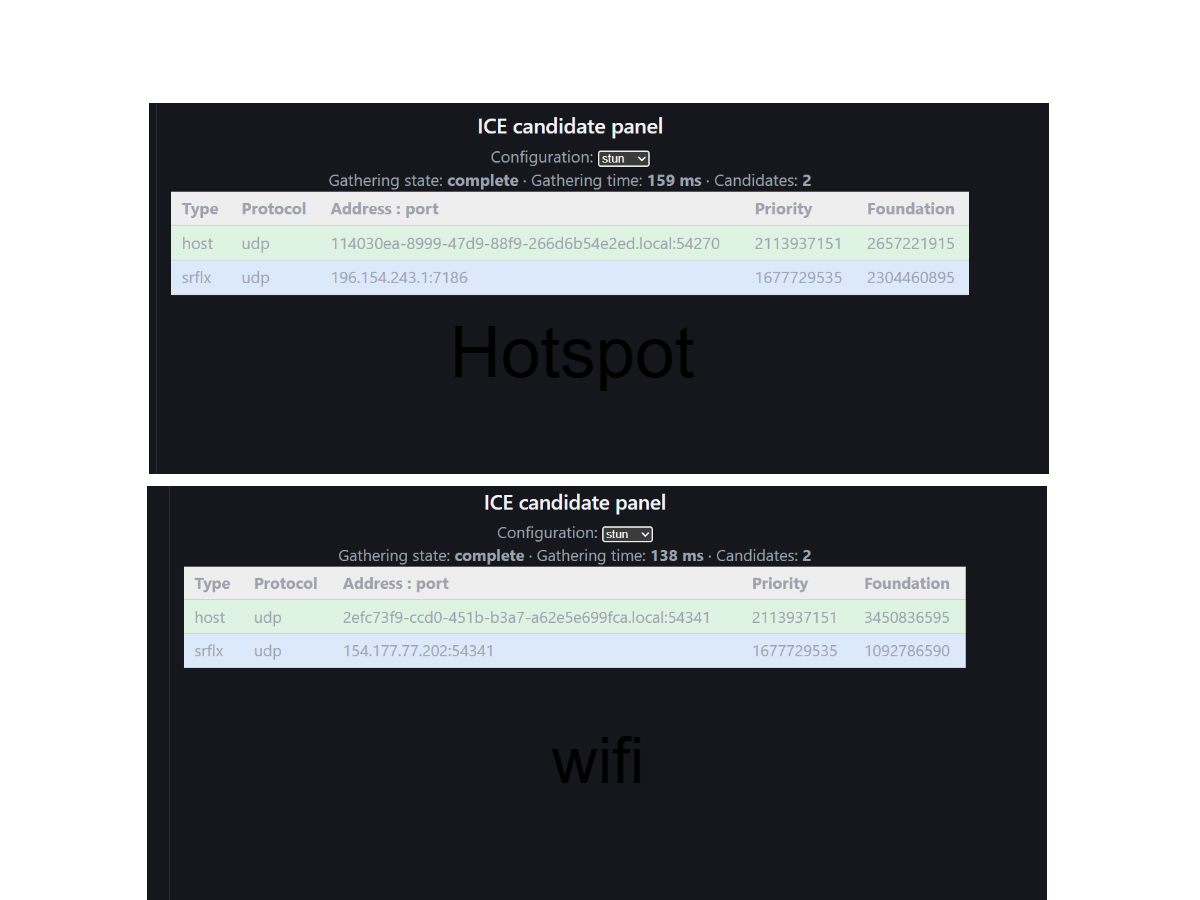 ICE candidate panel
Configuration: stun
Gathering state: complete · Gathering time: 159 ms · Candidates: 2
Type Protocol Address : port Priority Foundation
host udp 114030ea-8999-47d9-88f9-266d6b54e2ed.local:54270 2113937151 2657221915
srflx udp 196.154.243.1:7186 1677729535 2304460895
Hotspot
ICE candidate panel
Configuration: stun
Gathering state: complete · Gathering time: 138 ms · Candidates: 2
Type Protocol Address : port Priority Foundation
host udp 2efc73f9-ccd0-451b-b3a7-a62e5e699fca.local:54341 2113937151 3450836595
srflx udp 154.177.77.202:54341 1677729535 1092786590
wifi